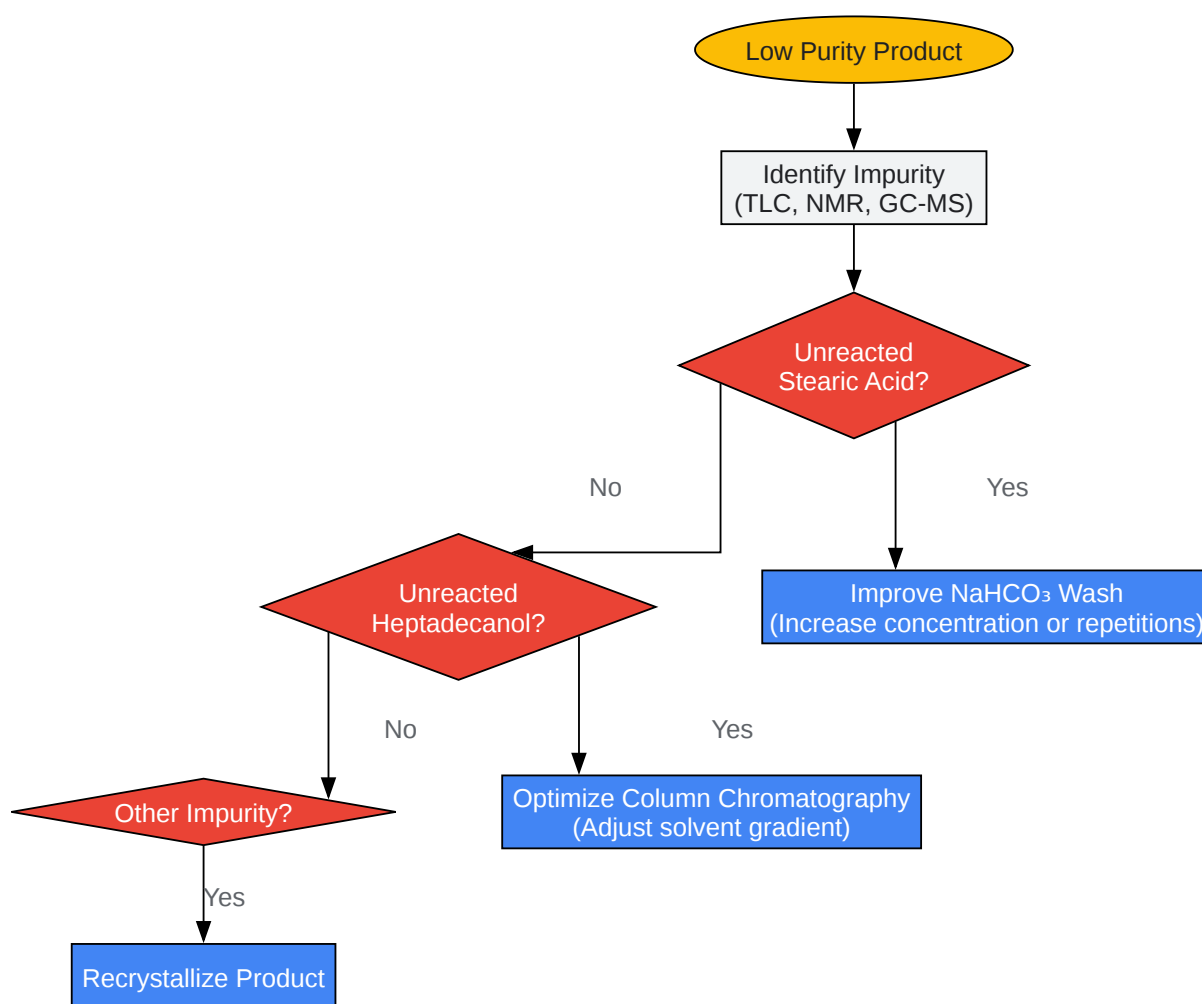 Low Purity Product
Identify Impurity
(TLC, NMR, GC-MS)
Unreacted
Stearic Acid?
No
Yes
Unreacted
Heptadecanol?
Improve NaHCO₃ Wash
(Increase concentration or repetitions)
No
Yes
Other Impurity?
Optimize Column Chromatography
(Adjust solvent gradient)
Yes
Recrystallize Product